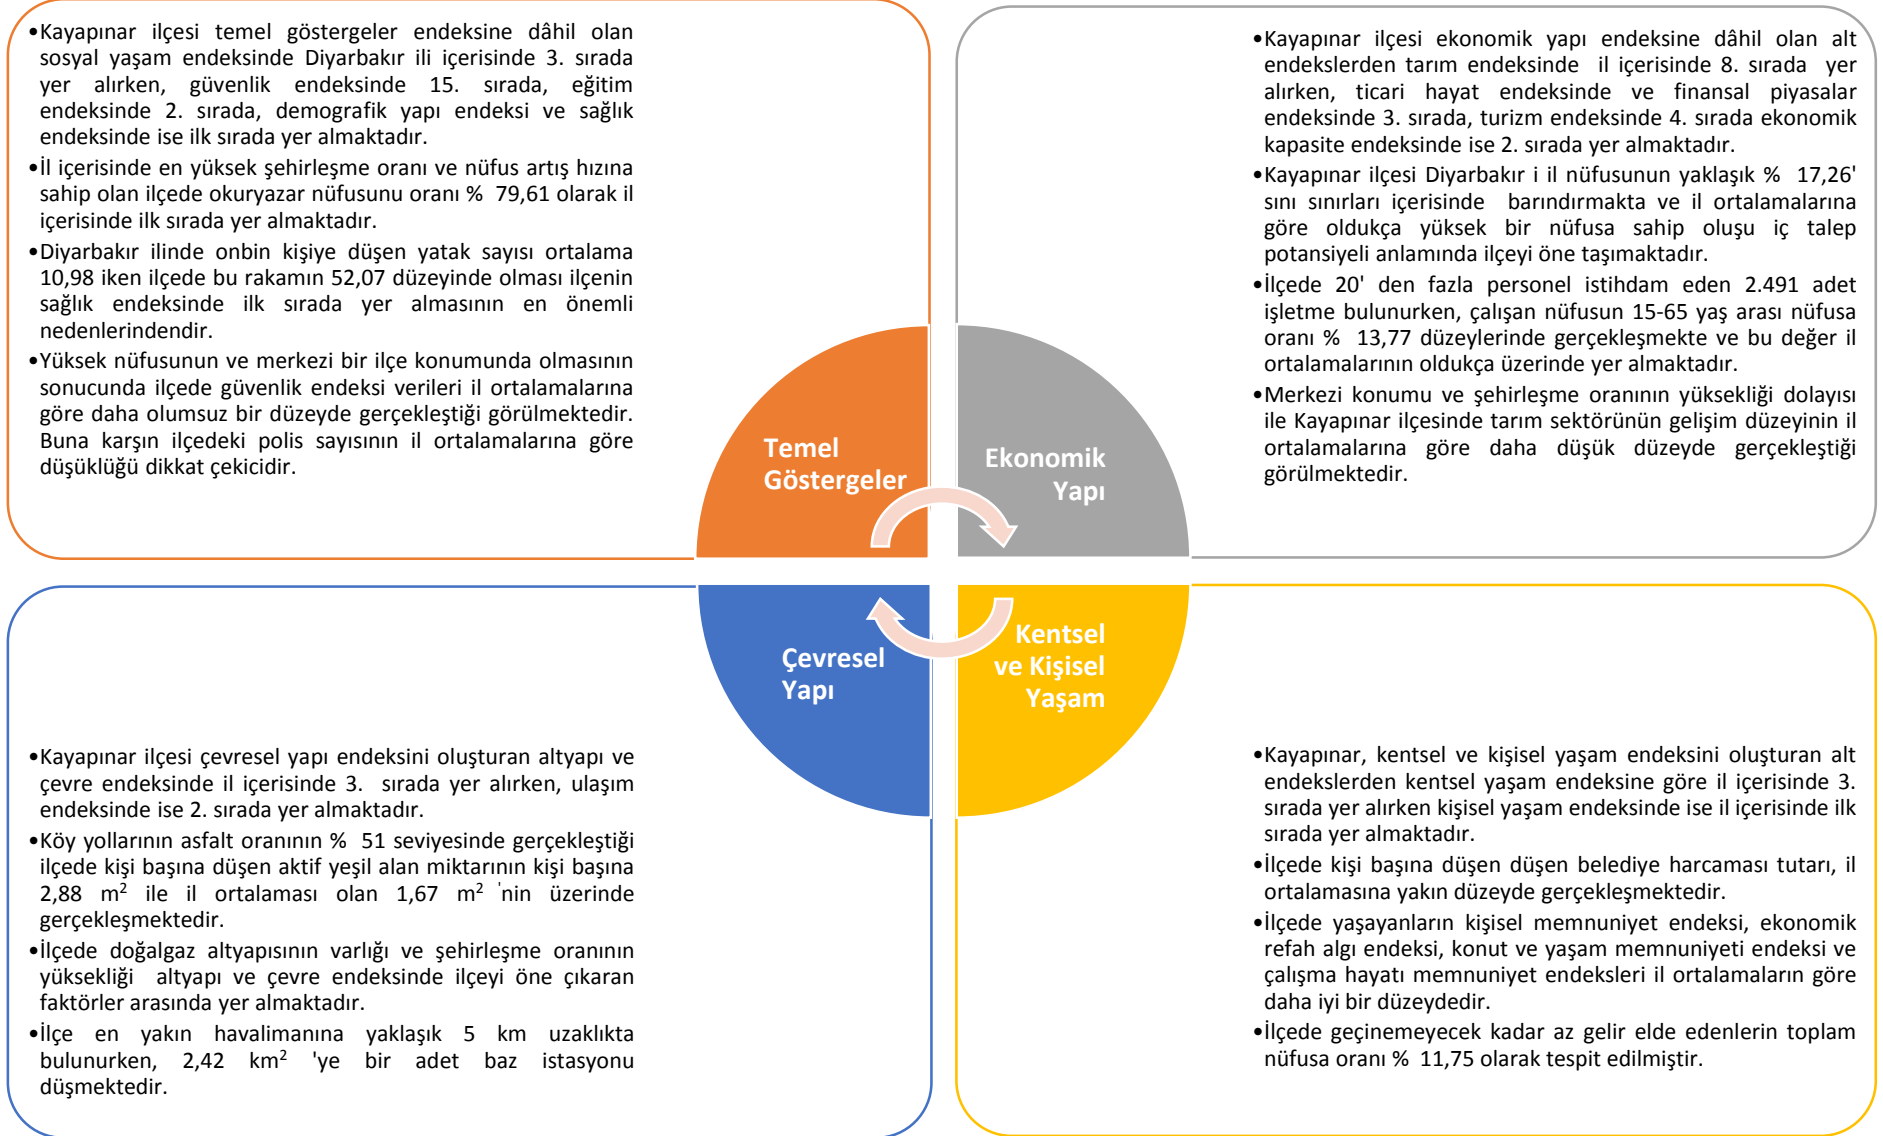 •Kayapınar ilçesi temel göstergeler endeksine dâhil olan
sosyal yaşam endeksinde Diyarbakır ili içerisinde 3. sırada
yer alırken, güvenlik endeksinde 15. sırada, eğitim
endeksinde 2. sırada, demografik yapı endeksi ve sağlık
endeksinde ise ilk sırada yer almaktadır.
•İl içerisinde en yüksek şehirleşme oranı ve nüfus artış hızına
sahip olan ilçede okuryazar nüfusunu oranı % 79,61 olarak il
içerisinde ilk sırada yer almaktadır.
•Diyarbakır ilinde onbin kişiye düşen yatak sayısı ortalama
10,98 iken ilçede bu rakamın 52,07 düzeyinde olması ilçenin
sağlık endeksinde ilk sırada yer almasının en önemli
nedenlerindendir.
•Yüksek nüfusunun ve merkezi bir ilçe konumunda olmasının
sonucunda ilçede güvenlik endeksi verileri il ortalamalarına
göre daha olumsuz bir düzeyde gerçekleştiği görülmektedir.
Buna karşın ilçedeki polis sayısının il ortalamalarına göre
düşüklüğü dikkat çekicidir.
Temel
Göstergeler
•Kayapınar ilçesi ekonomik yapı endeksine dâhil olan alt
endekslerden tarım endeksinde il içerisinde 8. sırada yer
alırken, ticari hayat endeksinde ve finansal piyasalar
endeksinde 3. sırada, turizm endeksinde 4. sırada ekonomik
kapasite endeksinde ise 2. sırada yer almaktadır.
•Kayapınar ilçesi Diyarbakır i il nüfusunun yaklaşık % 17,26'
sını sınırları içerisinde barındırmakta ve il ortalamalarına
göre oldukça yüksek bir nüfusa sahip oluşu iç talep
potansiyeli anlamında ilçeyi öne taşımaktadır.
•İlçede 20' den fazla personel istihdam eden 2.491 adet
işletme bulunurken, çalışan nüfusun 15-65 yaş arası nüfusa
oranı % 13,77 düzeylerinde gerçekleşmekte ve bu değer il
ortalamalarının oldukça üzerinde yer almaktadır.
•Merkezi konumu ve şehirleşme oranının yüksekliği dolayısı
ile Kayapınar ilçesinde tarım sektörünün gelişim düzeyinin il
ortalamalarına göre daha düşük düzeyde gerçekleştiği
görülmektedir.
Ekonomik
Yapı
Çevresel
Yapı
•Kayapınar ilçesi çevresel yapı endeksini oluşturan altyapı ve
çevre endeksinde il içerisinde 3. sırada yer alırken, ulaşım
endeksinde ise 2. sırada yer almaktadır.
•Köy yollarının asfalt oranının % 51 seviyesinde gerçekleştiği
ilçede kişi başına düşen aktif yeşil alan miktarının kişi başına
2,88 m² ile il ortalaması olan 1,67 m² 'nin üzerinde
gerçekleşmektedir.
•İlçede doğalgaz altyapısının varlığı ve şehirleşme oranının
yüksekliği altyapı ve çevre endeksinde ilçeyi öne çıkaran
faktörler arasında yer almaktadır.
•İlçe en yakın havalimanına yaklaşık 5 km uzaklıkta
bulunurken, 2,42 km² 'ye bir adet baz istasyonu
düşmektedir.
Kentsel
ve Kişisel
Yaşam
•Kayapınar, kentsel ve kişisel yaşam endeksini oluşturan alt
endekslerden kentsel yaşam endeksine göre il içerisinde 3.
sırada yer alırken kişisel yaşam endeksinde ise il içerisinde ilk
sırada yer almaktadır.
•İlçede kişi başına düşen düşen belediye harcaması tutarı, il
ortalamasına yakın düzeyde gerçekleşmektedir.
•İlçede yaşayanların kişisel memnuniyet endeksi, ekonomik
refah algı endeksi, konut ve yaşam memnuniyeti endeksi ve
çalışma hayatı memnuniyet endeksleri il ortalamaların göre
daha iyi bir düzeydedir.
•İlçede geçinemeyecek kadar az gelir elde edenlerin toplam
nüfusa oranı % 11,75 olarak tespit edilmiştir.